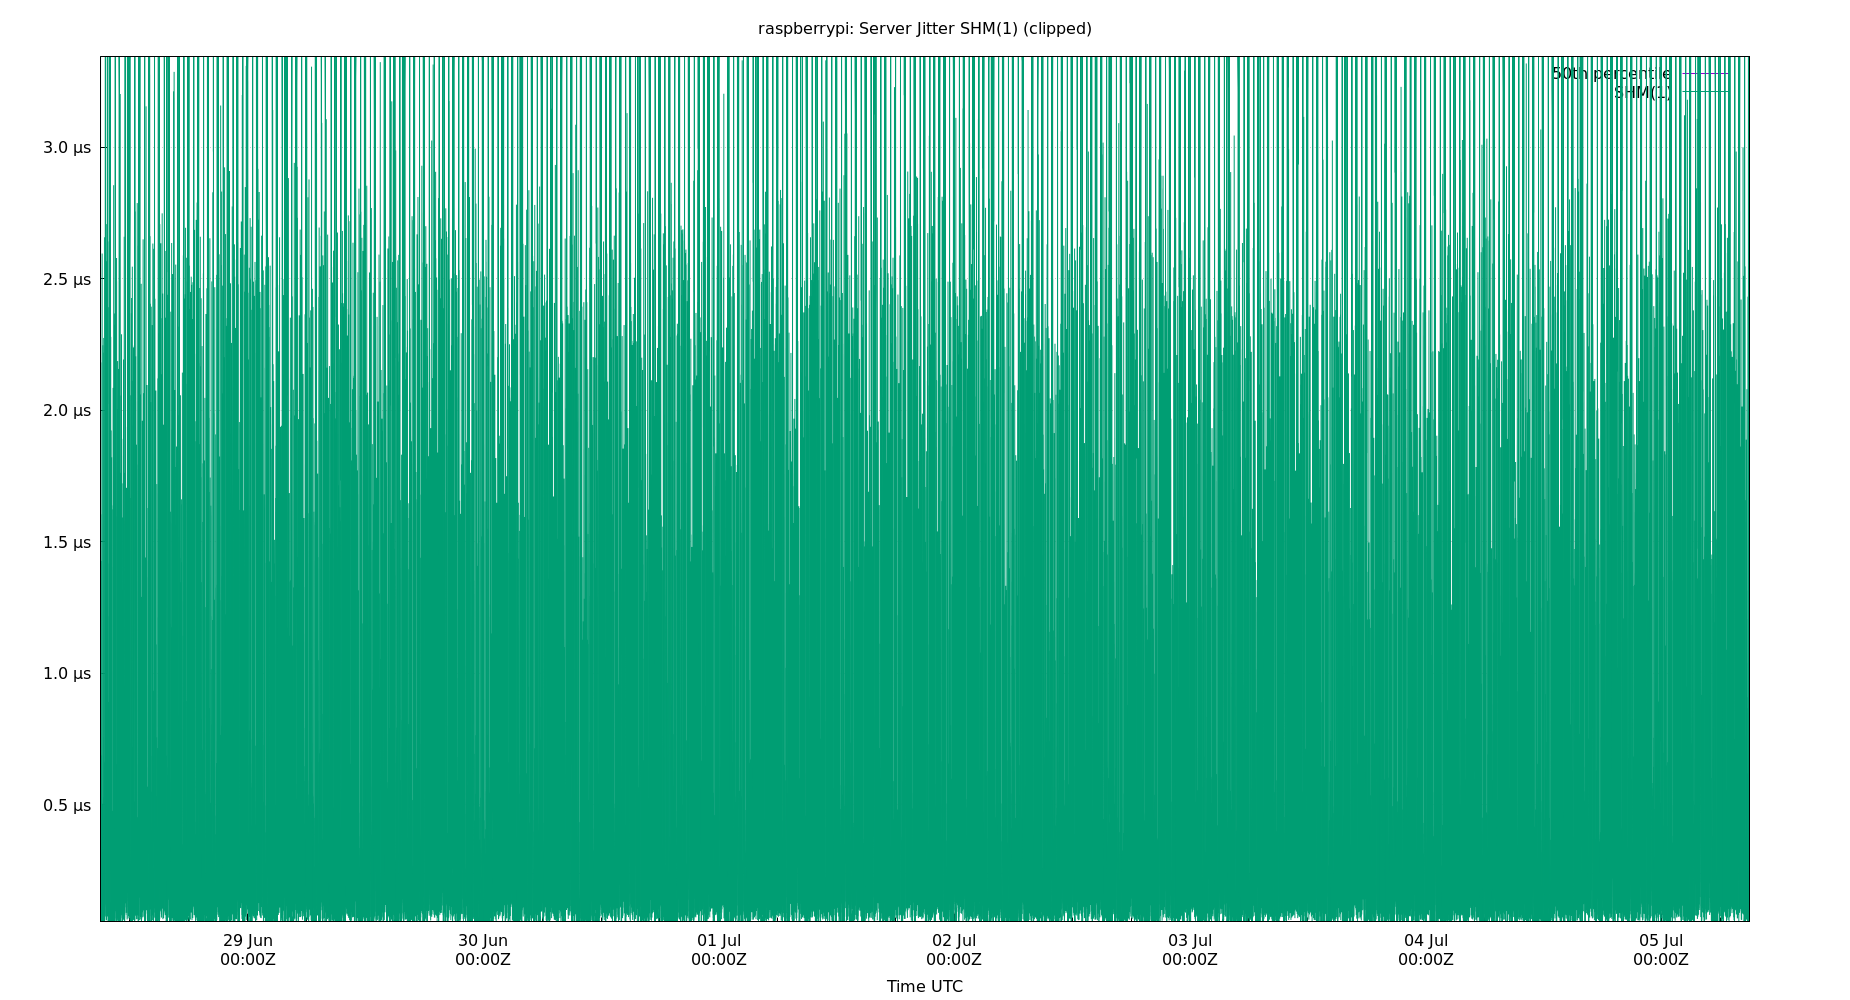 raspberrypi: Server Jitter SHM(1) (clipped)
50th percentile
SHM(1)
3.0 µs
2.5 µs
2.0 µs
1.5 µs
1.0 µs
0.5 µs
29 Jun 30 Jun 01 Jul 02 Jul 03 Jul 04 Jul 05 Jul
00:00Z 00:00Z 00:00Z 00:00Z 00:00Z 00:00Z 00:00Z
Time UTC